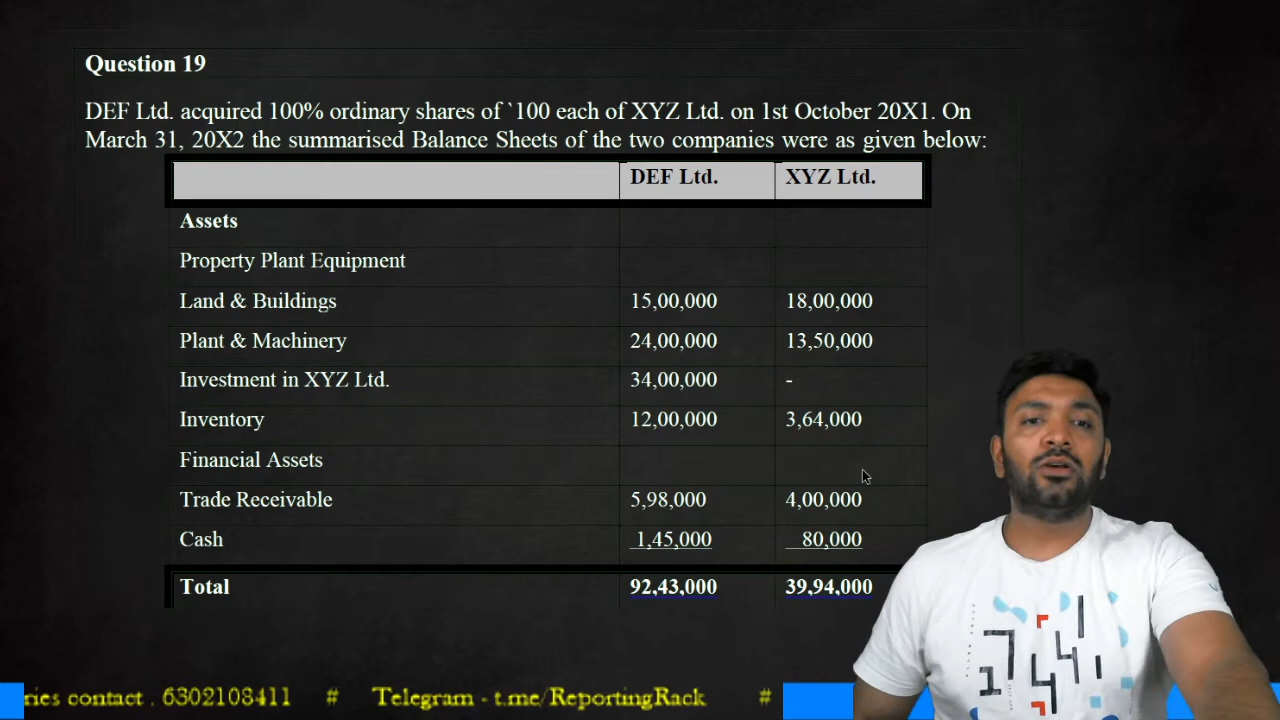 Question 19
DEF Ltd. acquired 100% ordinary shares of `100 each of XYZ Ltd. on 1st October 20X1. On
March 31, 20X2 the summarised Balance Sheets of the two companies were as given below:
DEF Ltd. XYZ Ltd.
Assets
Property Plant Equipment
Land & Buildings 15,00,000 18,00,000
Plant & Machinery 24,00,000 13,50,000
Investment in XYZ Ltd. 34,00,000 -
Inventory 12,00,000 3,64,000
Financial Assets
Trade Receivable 5,98,000 4,00,000
Cash 1,45,000 80,000
Total 92,43,000 39,94,000
ries contact . 6302108411 # Telegram - t.me/ReportingRack #